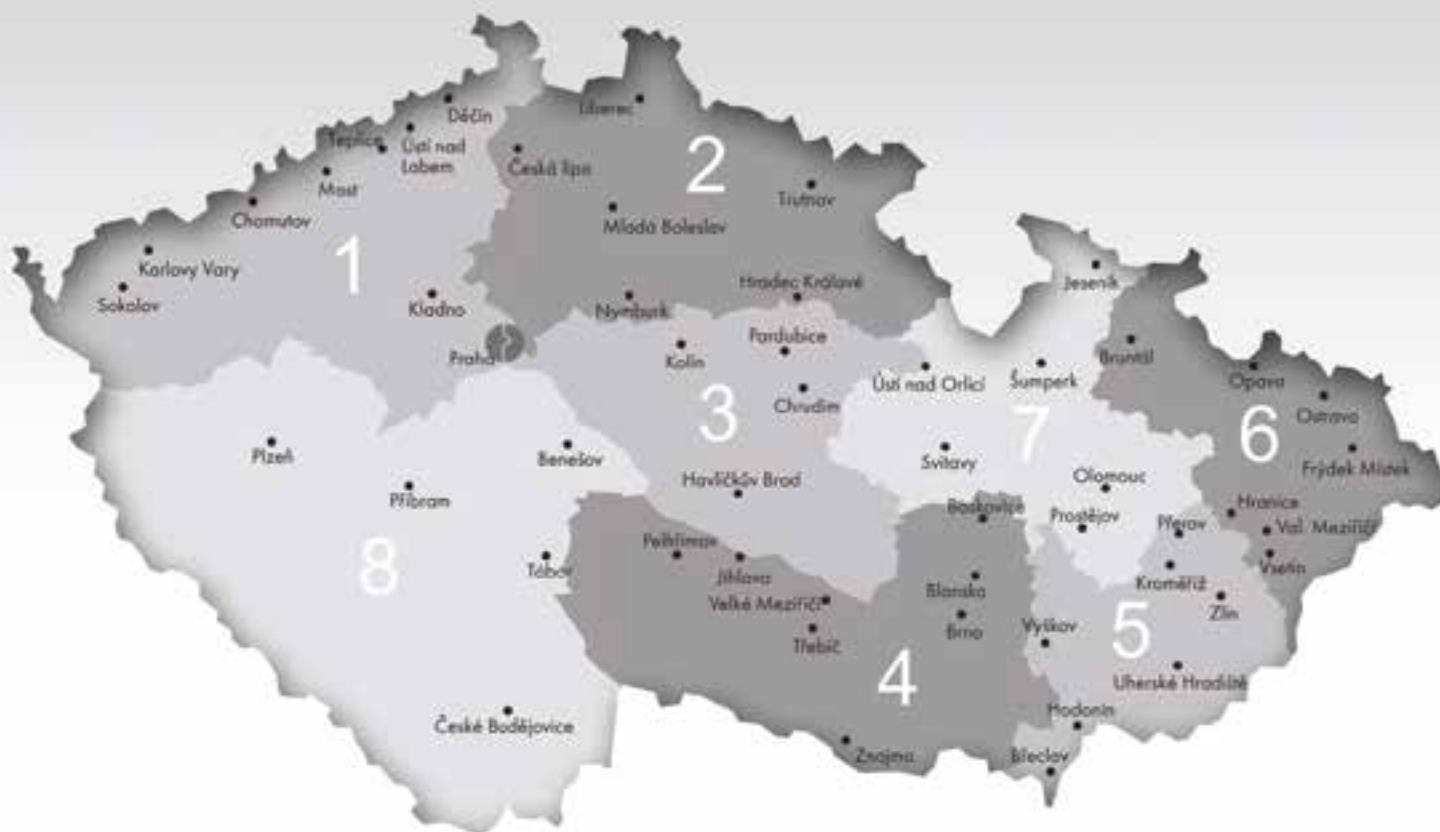 Děčín
Liberec
Teplice
Ústí nad
Labem
Česká lípa
2
Most
Trutnov
Chomutov
Mladá Boleslav
1
Karlovy Vary
Sokolov
Kladno
Nymburk
Hradec Králové
Jeseník
Praha
Kolín
Pardubice
Ústí nad Orlicí
Šumperk
Bruntál
Opava
Chrudim
3
7
6
Ostrava
Plzeň
Benešov
Svitavy
Frýdek Místek
Příbram
Havlíčkův Brod
Olomouc
Boskovice
Prostějov
Přerov
Hranice
Val. Meziříčí
Vsetín
8
Tábor
Pelhřimov
Jihlava
Velké Meziříčí
Třebíč
Blansko
Brno
Vyškov
Kroměříž
Zlín
5
4
Uherské Hradiště
České Budějovice
Hodonín
Znojmo
Břeclav